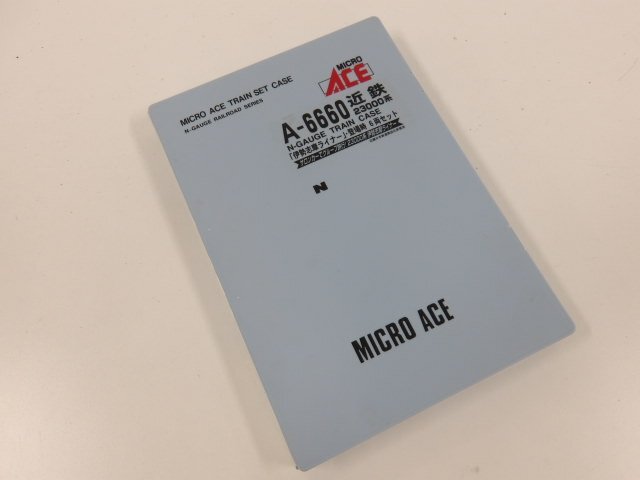 MICRO ACE TRAIN SET CASE
N-GAUGE RAILROAD SERIES
MICRO
ACE
A-6660 近鉄
23000系
N-GAUGE TRAIN CASE
「伊勢志摩ライナー」・登場時 6両セット
N
MICRO ACE